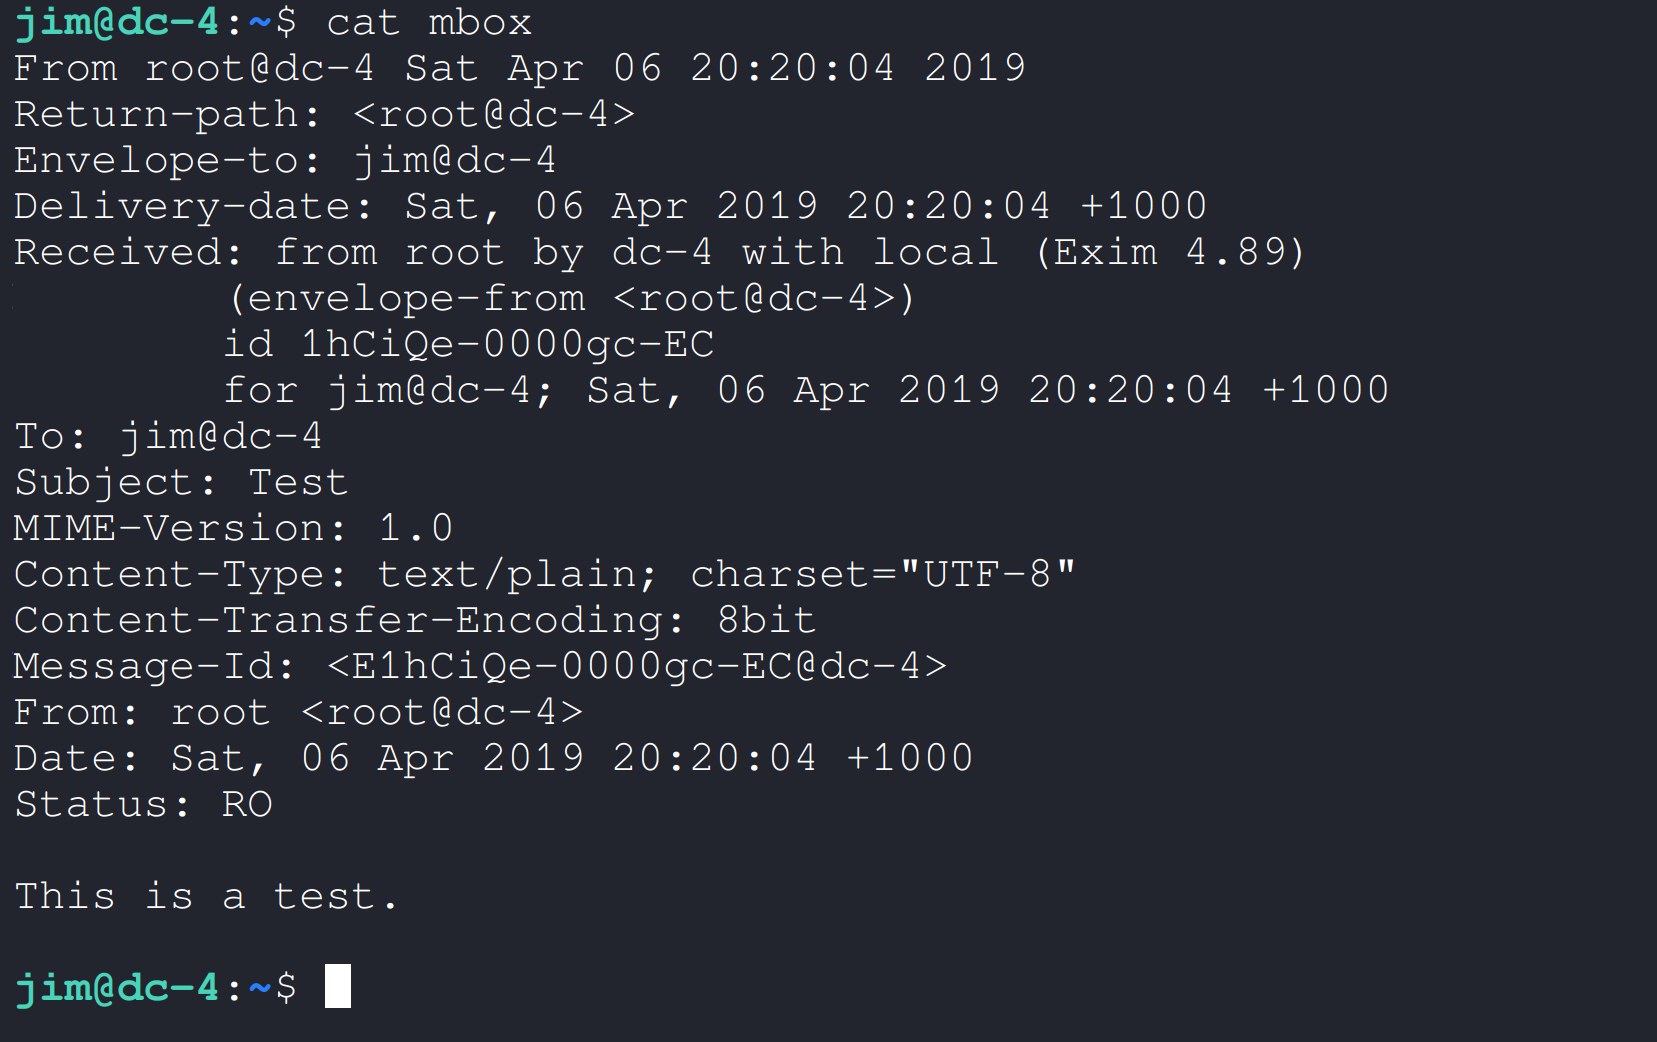 jim@dc-4:~$ cat mbox
From root@dc-4 Sat Apr 06 20:20:04 2019
Return-path: <root@dc-4>
Envelope-to: jim@dc-4
Delivery-date: Sat, 06 Apr 2019 20:20:04 +1000
Received: from root by dc-4 with local (Exim 4.89)
        (envelope-from <root@dc-4>)
        id 1hCiQe-0000gc-EC
        for jim@dc-4; Sat, 06 Apr 2019 20:20:04 +1000
To: jim@dc-4
Subject: Test
MIME-Version: 1.0
Content-Type: text/plain; charset="UTF-8"
Content-Transfer-Encoding: 8bit
Message-Id: <E1hCiQe-0000gc-EC@dc-4>
From: root <root@dc-4>
Date: Sat, 06 Apr 2019 20:20:04 +1000
Status: RO

This is a test.

jim@dc-4:~$